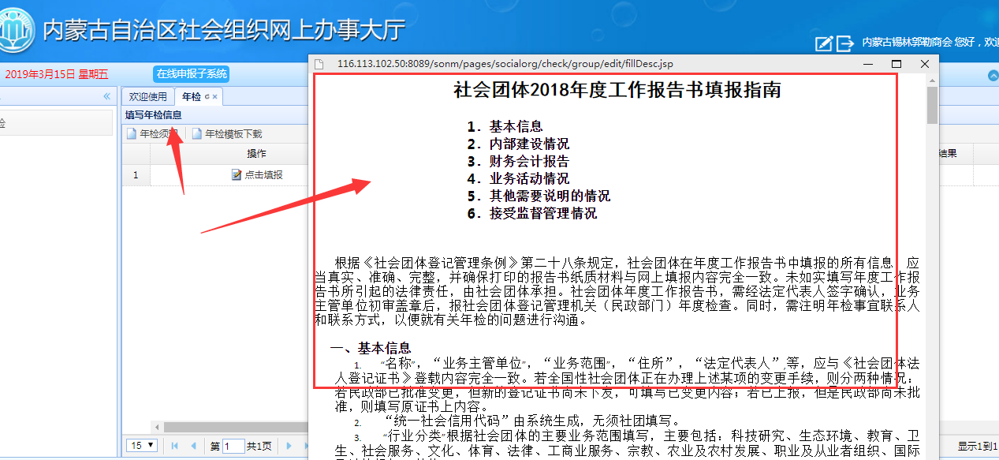 内蒙古自治区社会组织网上办事大厅
内蒙古锡林郭勒商会 您好，欢迎
2019年3月15日 星期五
在线申报子系统
欢迎使用
年检
填写年检信息
年检须知
年检模板下载
操作
结果
1
点击填报
116.113.102.50:8089/sonm/pages/socialorg/check/group/edit/fillDesc.jsp
社会团体2018年度工作报告书填报指南
1. 基本信息
2. 内部建设情况
3. 财务会计报告
4. 业务活动情况
5. 其他需要说明的情况
6. 接受监督管理情况
根据《社会团体登记管理条例》第二十八条规定，社会团体在年度工作报告书中填报的所有信息，应
当真实、准确、完整，并确保打印的报告书纸质材料与网上填报内容完全一致。未如实填写年度工作报
告书所引起的法律责任，由社会团体承担。社会团体年度工作报告书，需经法定代表人签字确认，业务
主管单位初审盖章后，报社会团体登记管理机关（民政部门）年度检查。同时，需注明年检事宜联系人
和联系方式，以便就有关年检的问题进行沟通。
一、基本信息
1. “名称”，“业务主管单位”，“业务范围”，“住所”，“法定代表人”,等，应与《社会团体法
人登记证书》登载内容完全一致。若全国性社会团体正在办理上述某项的变更手续，则分两种情况：
若民政部已批准变更，但新的登记证书尚未下发，可填写已变更内容；若已上报，但是民政部尚未批
准，则填写原证书上内容。
2. “统一社会信用代码”由系统生成，无须社团填写。
3. “行业分类”根据社会团体的主要业务范围填写，主要包括：科技研究、生态环境、教育、卫
生、社会服务、文化、体育、法律、工商业服务、宗教、农业及农村发展、职业及从业者组织、国际
15
第 1 共1页
显示1到1